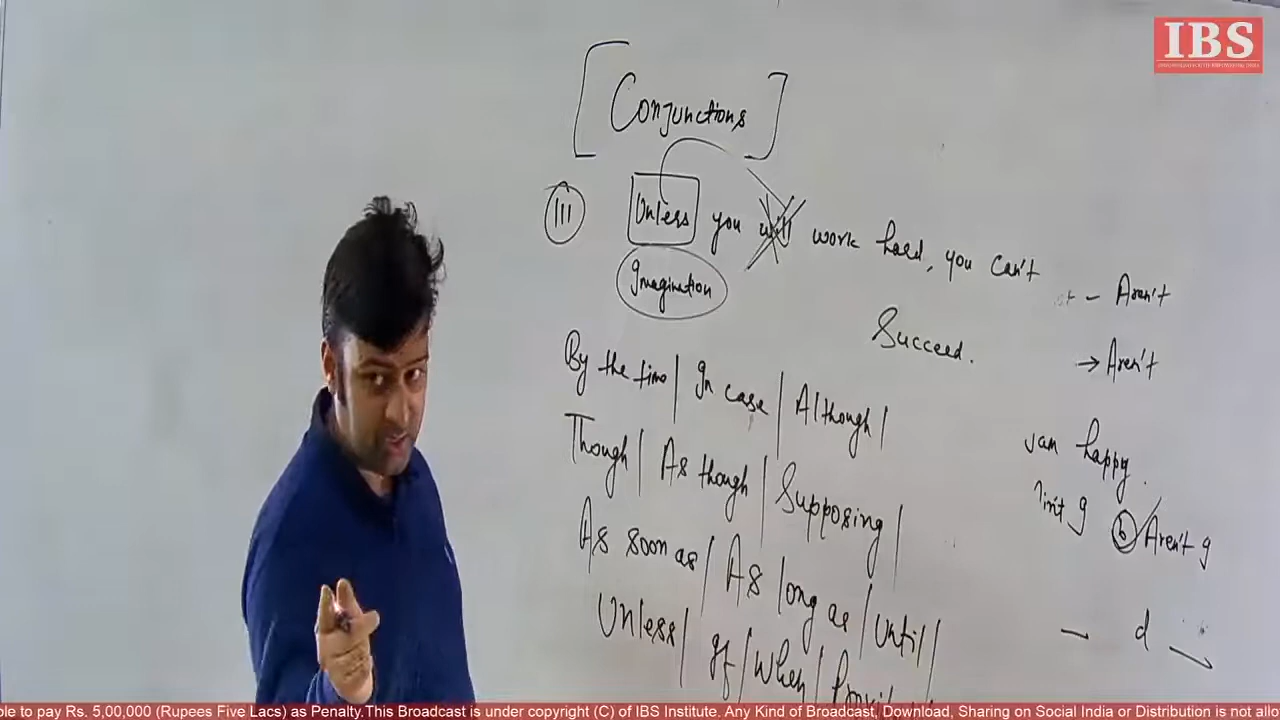 IBS
[Conjunctions]
III Unless you will work hard, you can't
Imagination
Succeed.
- Aren't
→ Aren't
By the time | In case | Although |
Though | As though | Supposing |
As soon as | As long as | Until |
Unless | If | When |
am happy.
b Aren't I
d
ble to pay Rs. 5,00,000 (Rupees Five Lacs) as Penalty.This Broadcast is under copyright (C) of IBS Institute. Any Kind of Broadcast, Download, Sharing on Social India or Distribution is not allo